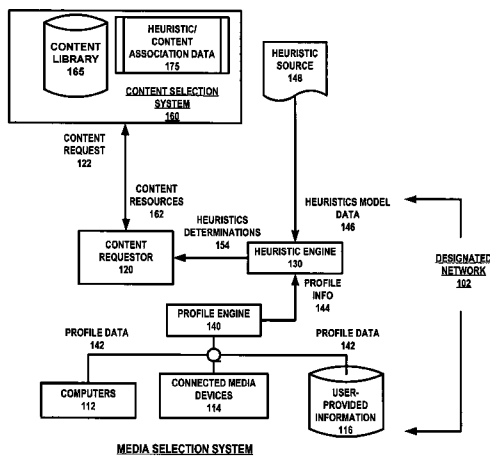 CONTENT
LIBRARY
165
HEURISTIC/
CONTENT
ASSOCIATION DATA
175
CONTENT SELECTION
SYSTEM
160
HEURISTIC
SOURCE
148
CONTENT
REQUEST
122
CONTENT
RESOURCES
162
HEURISTICS
DETERMINATIONS
154
HEURISTICS MODEL
DATA
146
CONTENT
REQUESTOR
120
HEURISTIC ENGINE
130
DESIGNATED
NETWORK
102
PROFILE
INFO
144
PROFILE ENGINE
140
PROFILE DATA
142
PROFILE DATA
142
COMPUTERS
112
CONNECTED MEDIA
DEVICES
114
USER-
PROVIDED
INFORMATION
116
MEDIA SELECTION SYSTEM